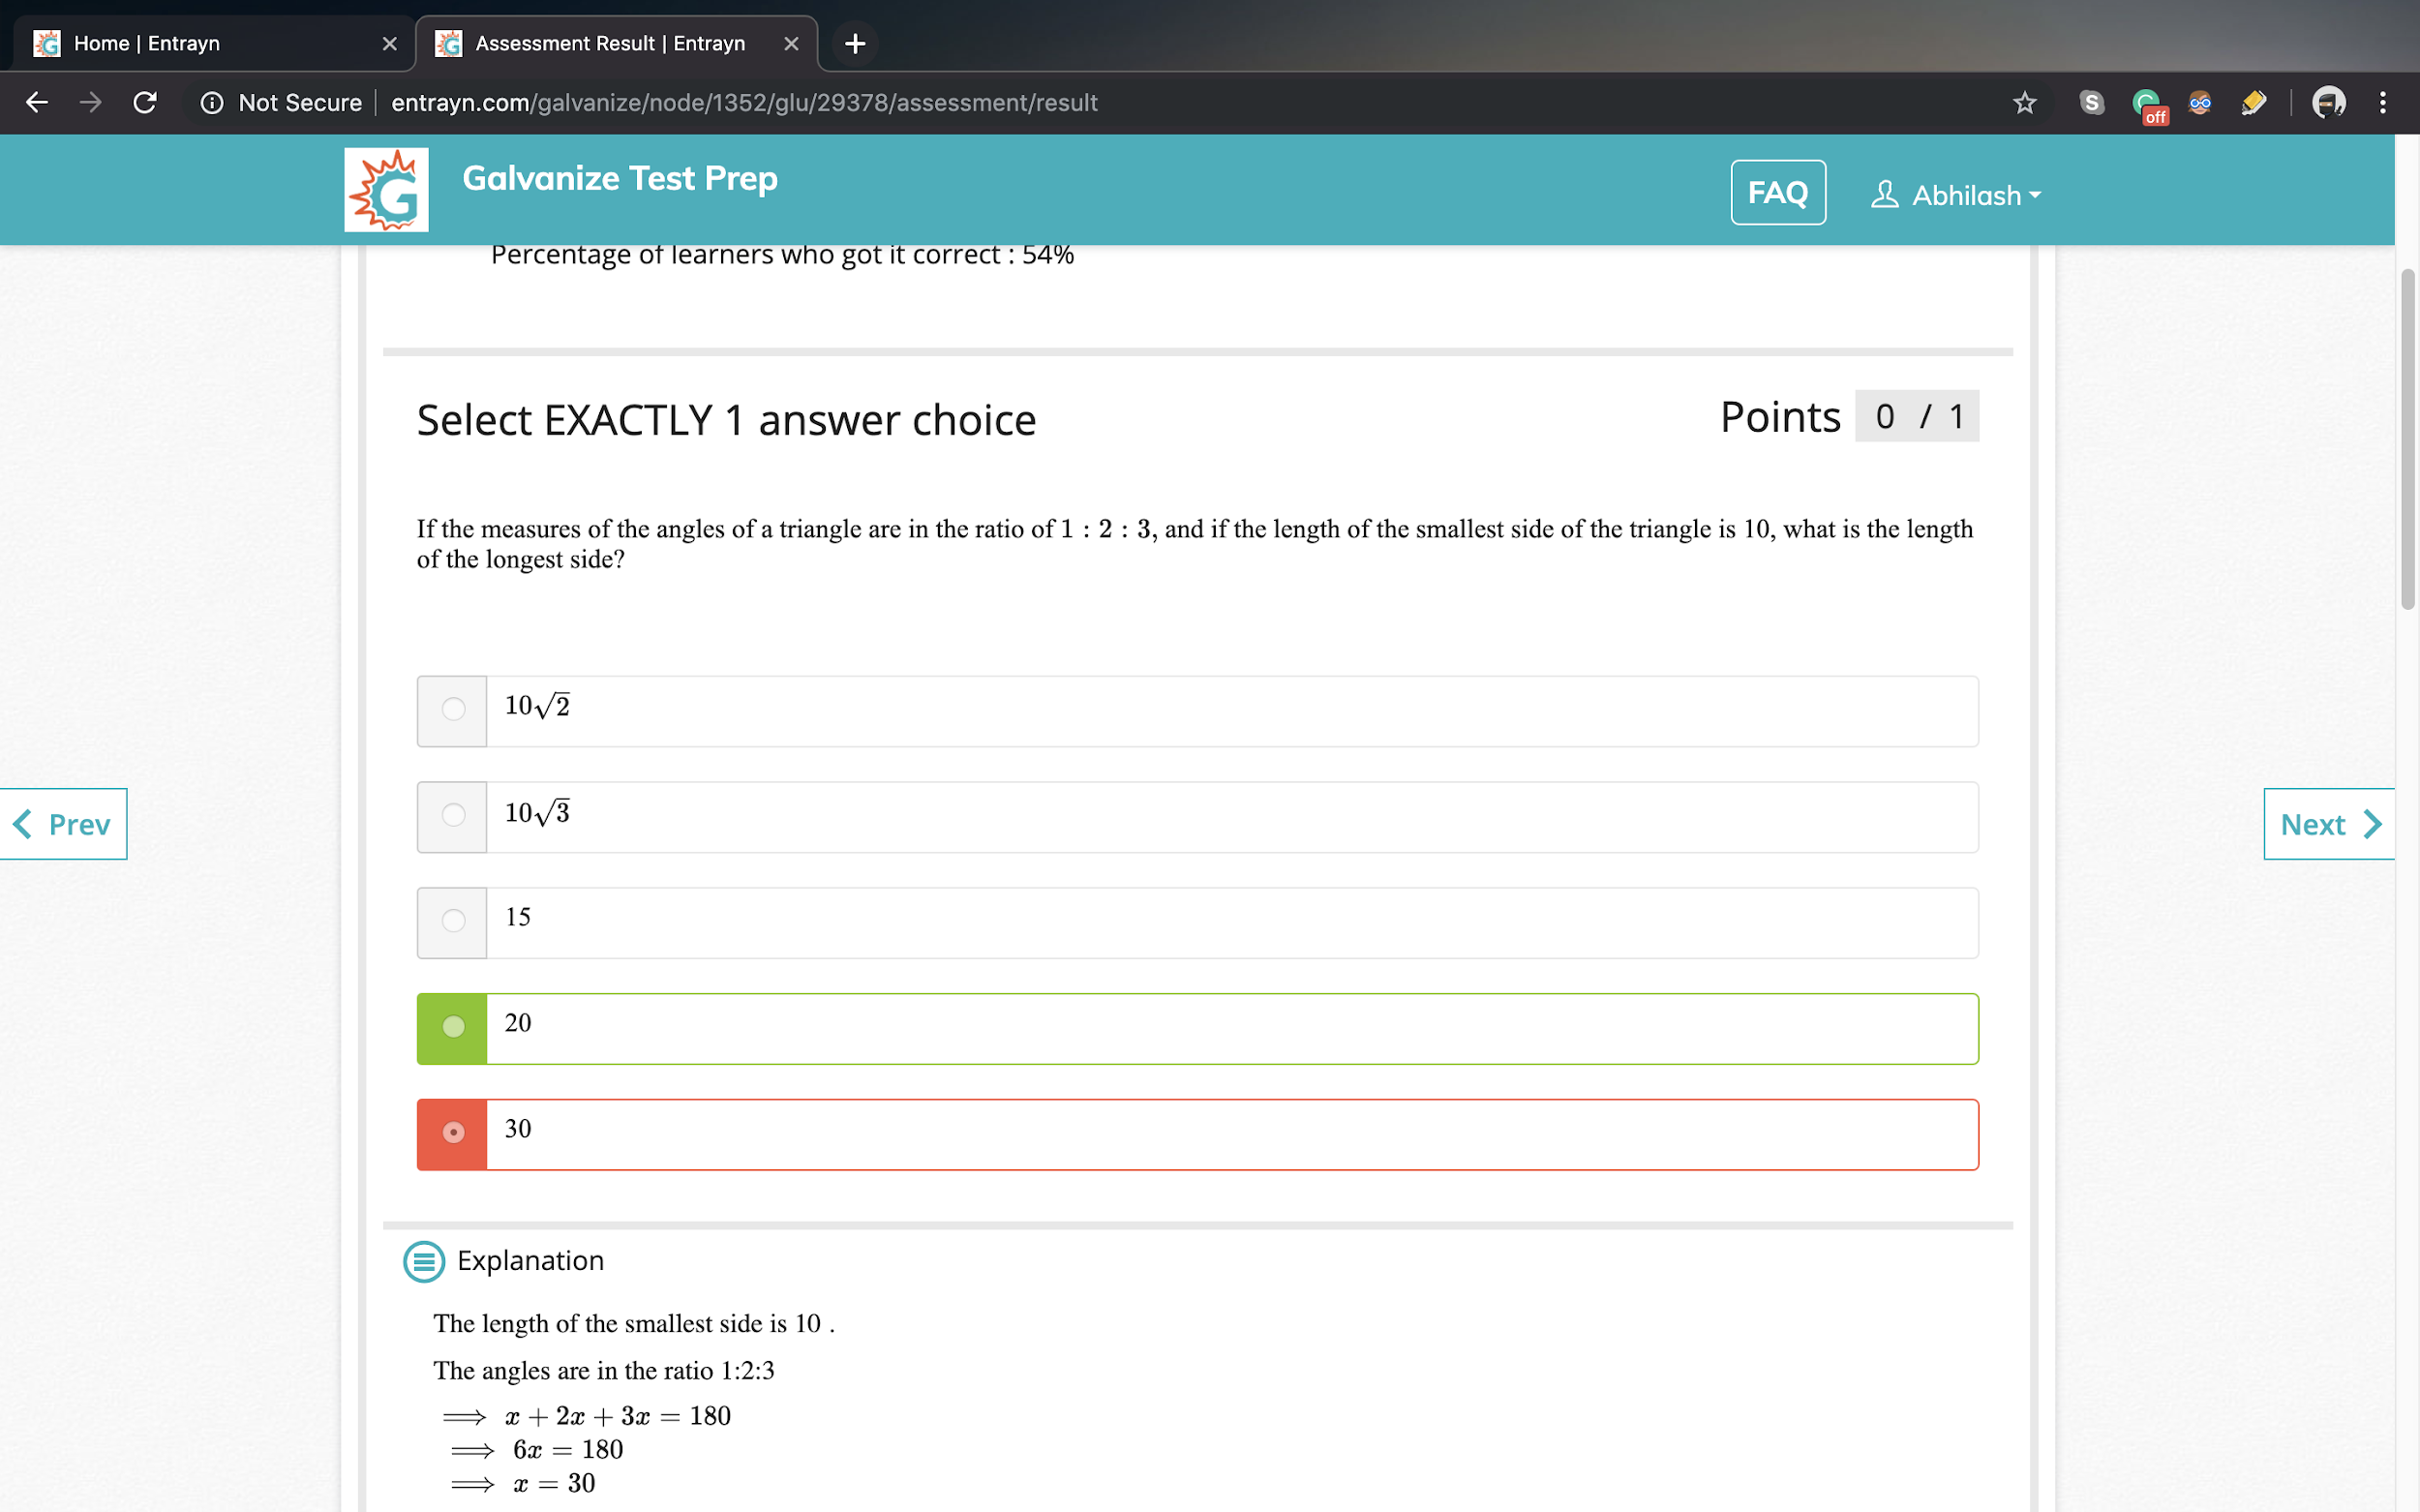 Home | Entrayn
Assessment Result | Entrayn
Not Secure | entrayn.com/galvanize/node/1352/glu/29378/assessment/result
S
off
G
Galvanize Test Prep
FAQ
Abhilash
Percentage of learners who got it correct : 54%
Select EXACTLY 1 answer choice
Points 0 / 1
If the measures of the angles of a triangle are in the ratio of 1 : 2 : 3, and if the length of the smallest side of the triangle is 10, what is the length
of the longest side?
10√2
10√3
Prev
Next
15
20
30
Explanation
The length of the smallest side is 10 .
The angles are in the ratio 1:2:3
⟹ x + 2x + 3x = 180
⟹ 6x = 180
⟹ x = 30